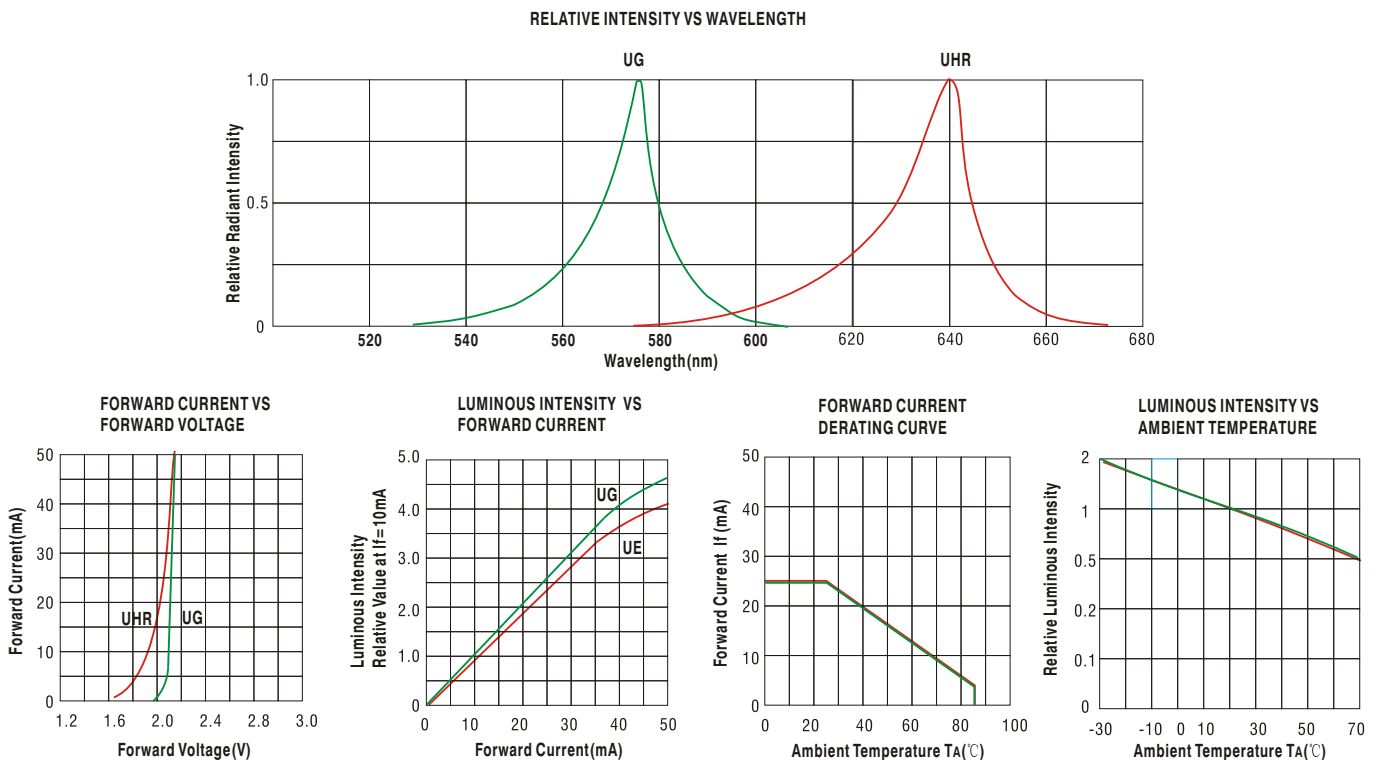 RELATIVE INTENSITY VS WAVELENGTH
UG
UHR
Relative Radiant Intensity
1.0
0.5
0
520 540 560 580 600 620 640 660 680
Wavelength(nm)
FORWARD CURRENT VS
FORWARD VOLTAGE
Forward Current(mA)
50
40
30
20
10
0
UHR
UG
1.2 1.6 2.0 2.4 2.8 3.0
Forward Voltage(V)
LUMINOUS INTENSITY VS
FORWARD CURRENT
Luminous Intensity
Relative Value at If=10mA
5.0
4.0
3.0
2.0
1.0
0
UG
UE
0 10 20 30 40 50
Forward Current(mA)
FORWARD CURRENT
DERATING CURVE
Forward Current If (mA)
50
40
30
20
10
0
0 20 40 60 80 100
Ambient Temperature TA(℃)
LUMINOUS INTENSITY VS
AMBIENT TEMPERATURE
Relative Luminous Intensity
2
1
0.5
0.2
0.1
0
-30 -10 0 10 30 50 70
Ambient Temperature TA(℃)